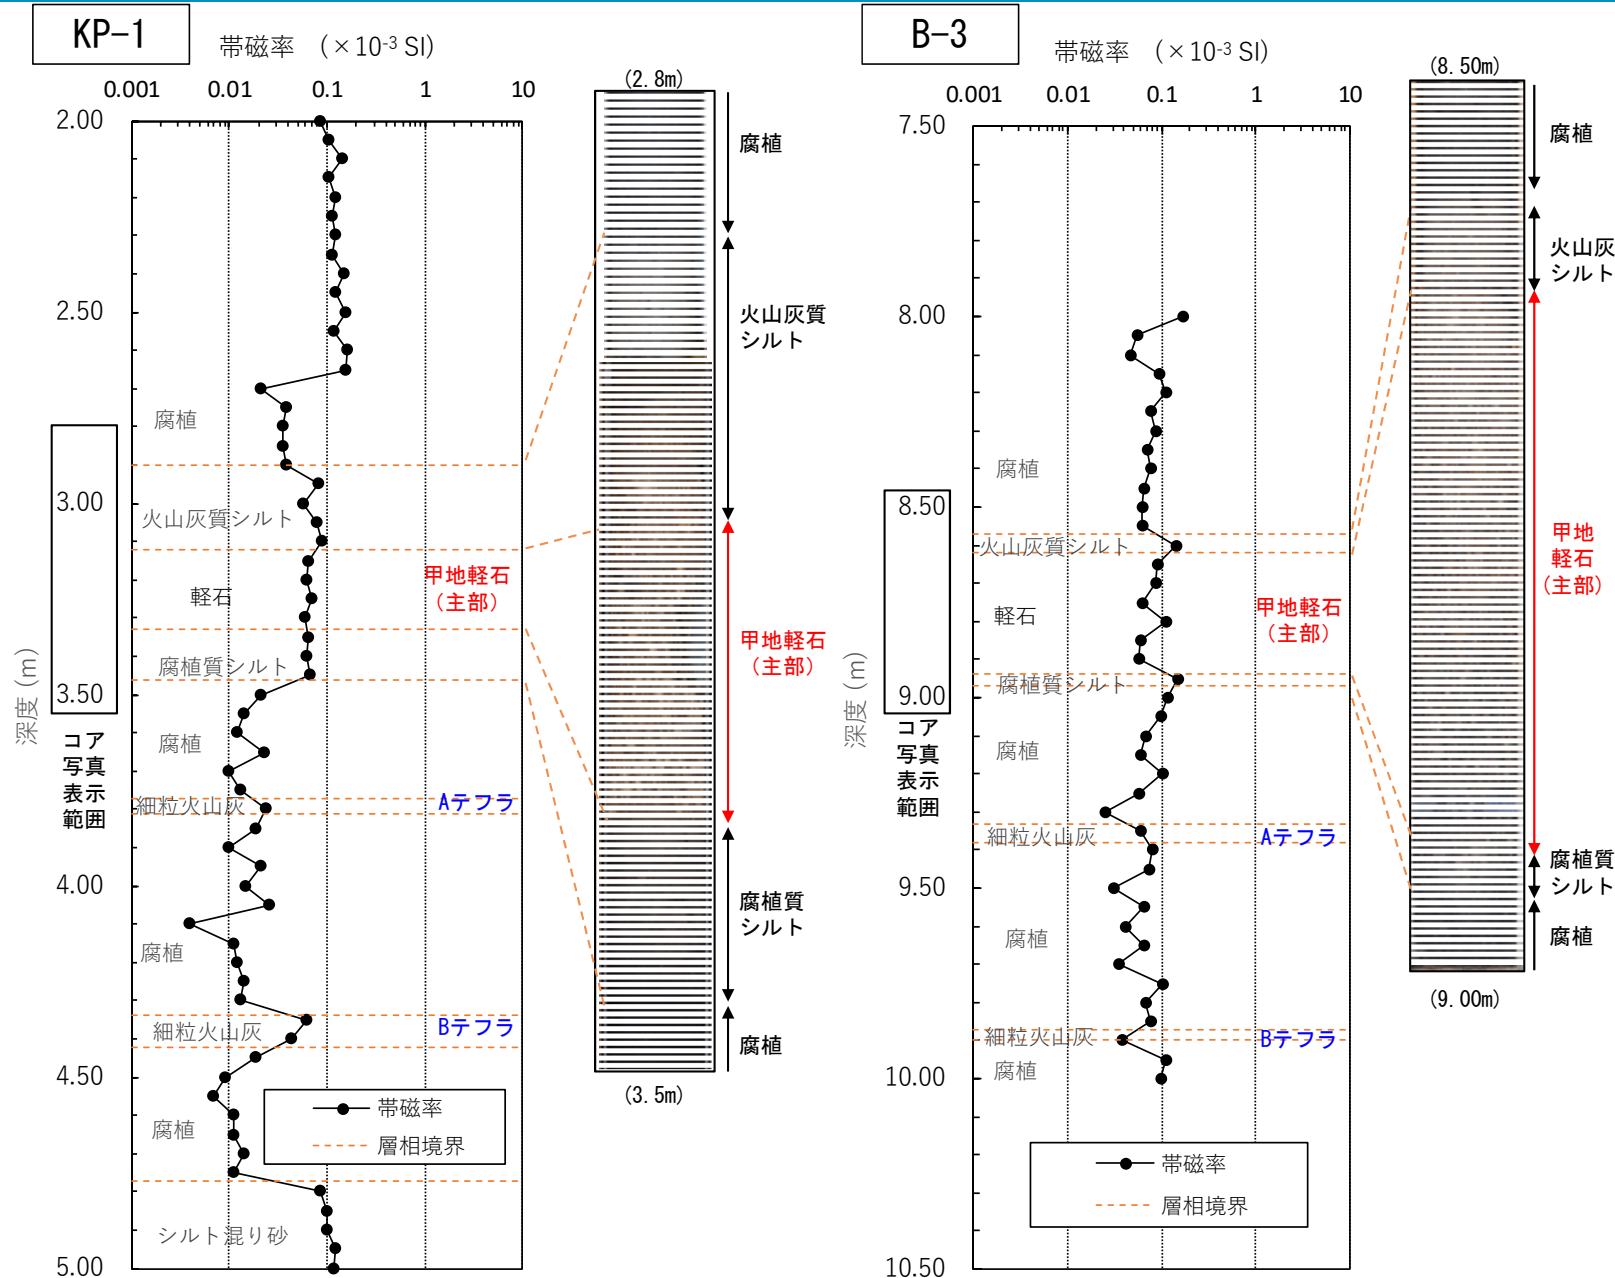 KP-1
帯磁率 (×10-3 SI)
0.001 0.01 0.1 1 10
2.00
2.50
3.00
3.50
4.00
4.50
5.00
深度(m)
コア
写真
表示
範囲
腐植
火山灰質シルト
軽石
甲地軽石
(主部)
腐植質シルト
腐植
細粒火山灰
Aテフラ
腐植
細粒火山灰
Bテフラ
腐植
シルト混り砂
帯磁率
層相境界
(2.8m)
腐植
火山灰質
シルト
甲地軽石
(主部)
腐植質
シルト
腐植
(3.5m)
B-3
帯磁率 (×10-3 SI)
0.001 0.01 0.1 1 10
7.50
8.00
8.50
9.00
9.50
10.00
10.50
深度(m)
コア
写真
表示
範囲
腐植
火山灰質シルト
軽石
甲地軽石
(主部)
腐植質シルト
腐植
細粒火山灰
Aテフラ
腐植
細粒火山灰
Bテフラ
腐植
帯磁率
層相境界
(8.50m)
腐植
火山灰
シルト
甲地
軽石
(主部)
腐植質
シルト
腐植
(9.00m)